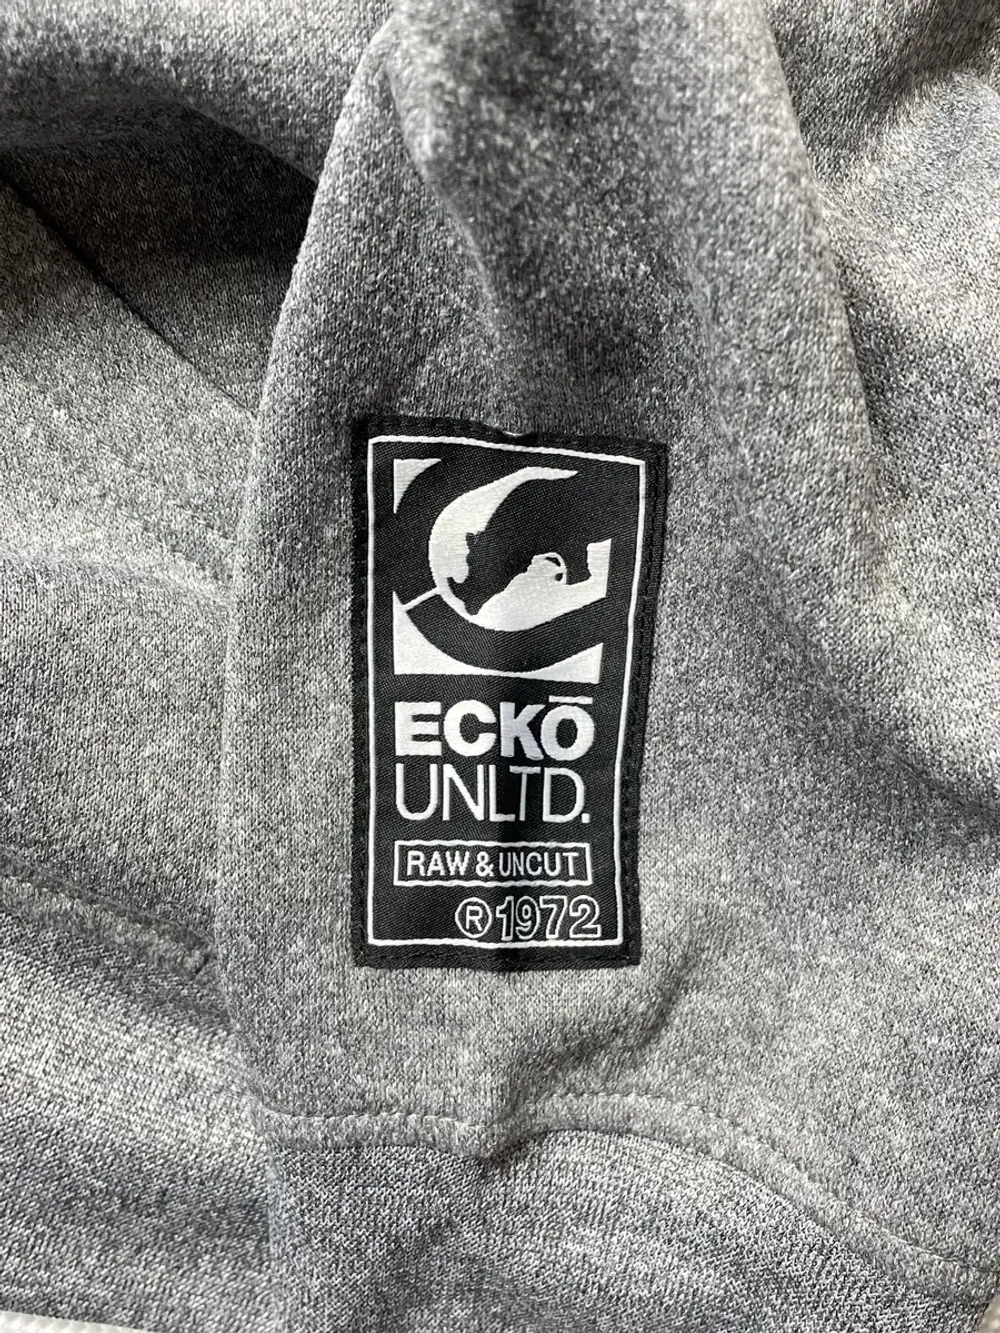 ECKŌ
UNLTD.
RAW & UNCUT
®1972